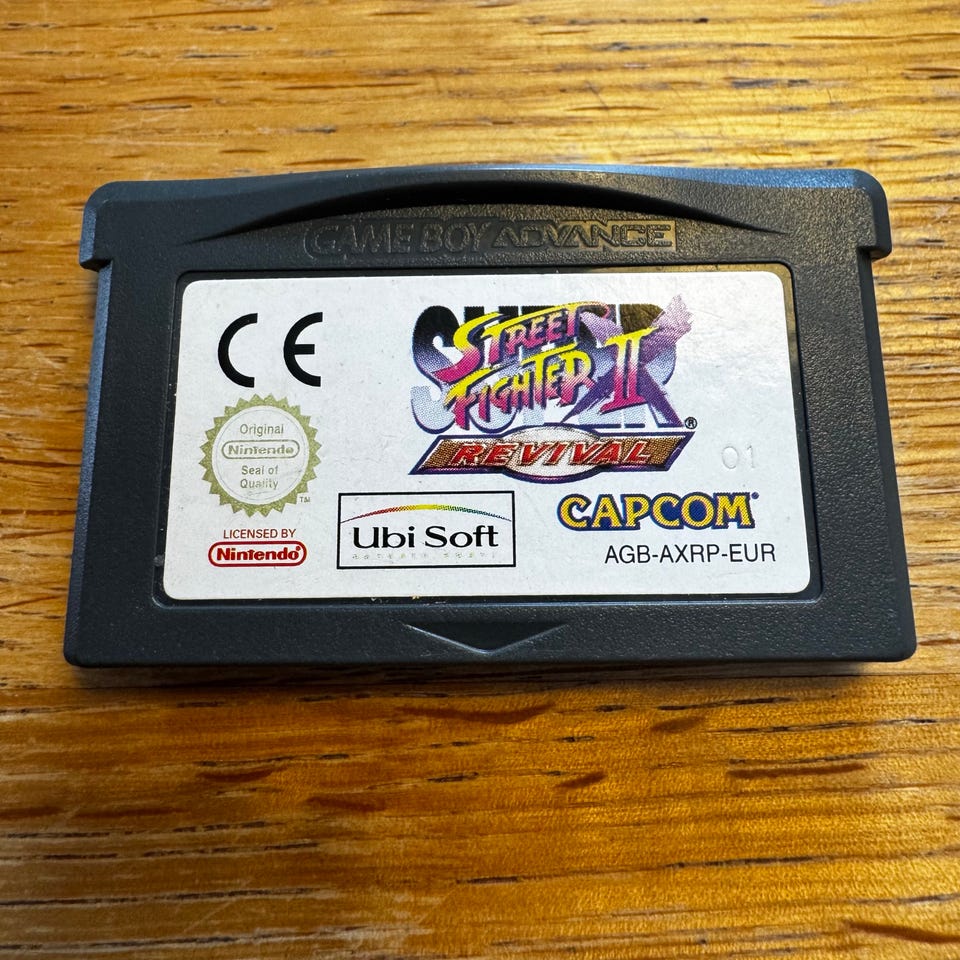 GAME BOY ADVANCE
CE
SUPER
STREET
FIGHTER II X
®
REVIVAL
01
Original
Nintendo
Seal of
Quality
TM
LICENSED BY
Nintendo®
Ubi Soft
CAPCOM®
AGB-AXRP-EUR